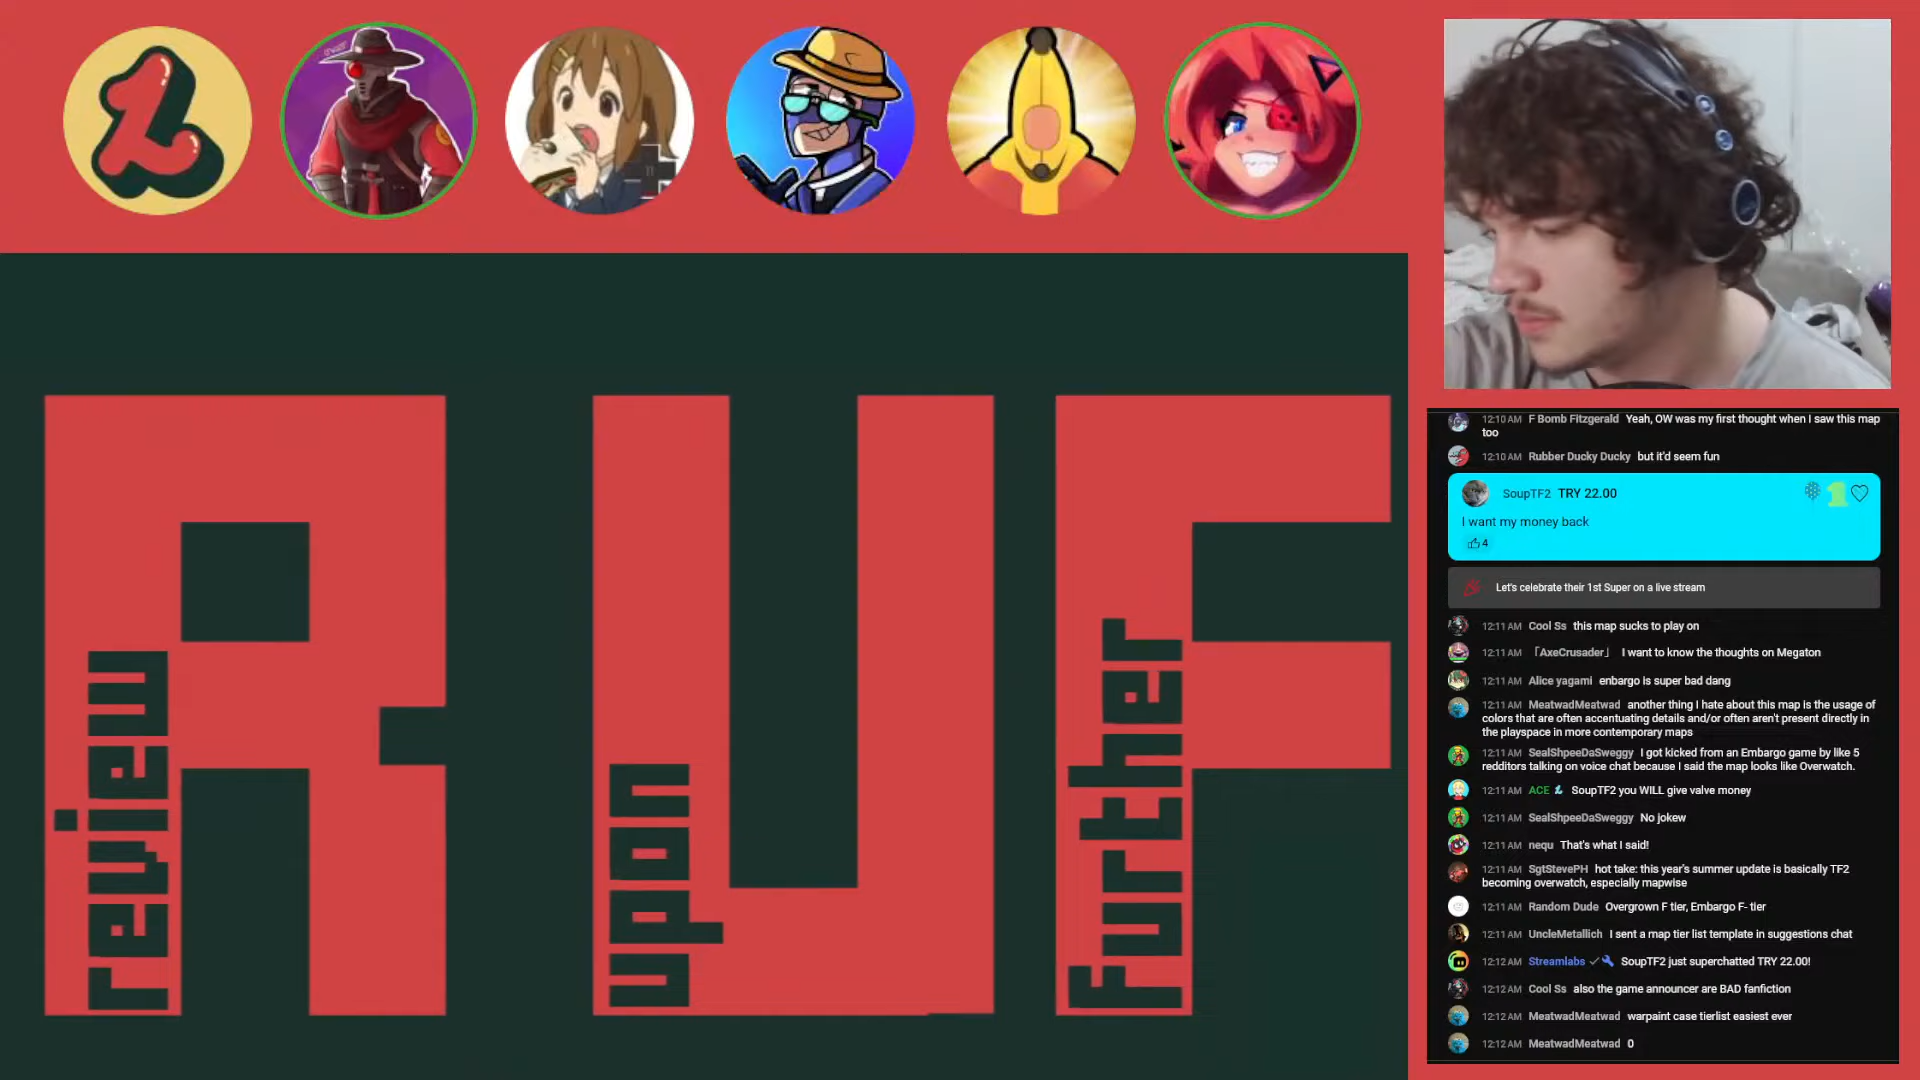 RUF
review
upon
further
12:10 AM F Bomb Fitzgerald Yeah, OW was my first thought when I saw this map
too
12:10 AM Rubber Ducky Ducky but it'd seem fun
SoupTF2 TRY 22.00
1
I want my money back
4
Let's celebrate their 1st Super on a live stream
12:11 AM Cool Ss this map sucks to play on
12:11 AM 「AxeCrusader」 I want to know the thoughts on Megaton
12:11 AM Alice yagami enbargo is super bad dang
12:11 AM MeatwadMeatwad another thing I hate about this map is the usage of
colors that are often accentuating details and/or often aren't present directly in
the playspace in more contemporary maps
12:11 AM SealShpeeDaSweggy I got kicked from an Embargo game by like 5
redditors talking on voice chat because I said the map looks like Overwatch.
12:11 AM ACE SoupTF2 you WILL give valve money
12:11 AM SealShpeeDaSweggy No jokew
12:11 AM nequ That's what I said!
12:11 AM SgtStevePH hot take: this year's summer update is basically TF2
becoming overwatch, especially mapwise
12:11 AM Random Dude Overgrown F tier, Embargo F- tier
12:11 AM UncleMetallich I sent a map tier list template in suggestions chat
12:12 AM Streamlabs SoupTF2 just superchatted TRY 22.00!
12:12 AM Cool Ss also the game announcer are BAD fanfiction
12:12 AM MeatwadMeatwad warpaint case tierlist easiest ever
12:12 AM MeatwadMeatwad 0